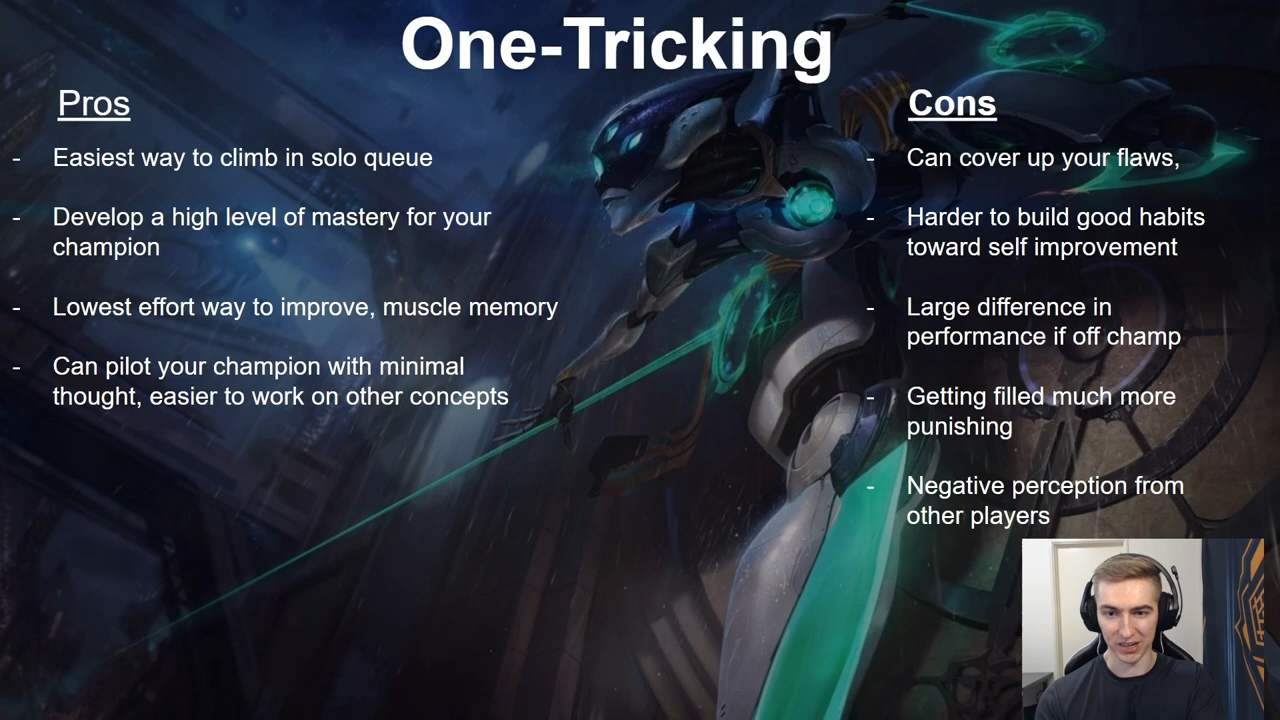 One-Tricking
Pros
- Easiest way to climb in solo queue
- Develop a high level of mastery for your
champion
- Lowest effort way to improve, muscle memory
- Can pilot your champion with minimal
thought, easier to work on other concepts
Cons
- Can cover up your flaws,
- Harder to build good habits
toward self improvement
- Large difference in
performance if off champ
- Getting filled much more
punishing
- Negative perception from
other players